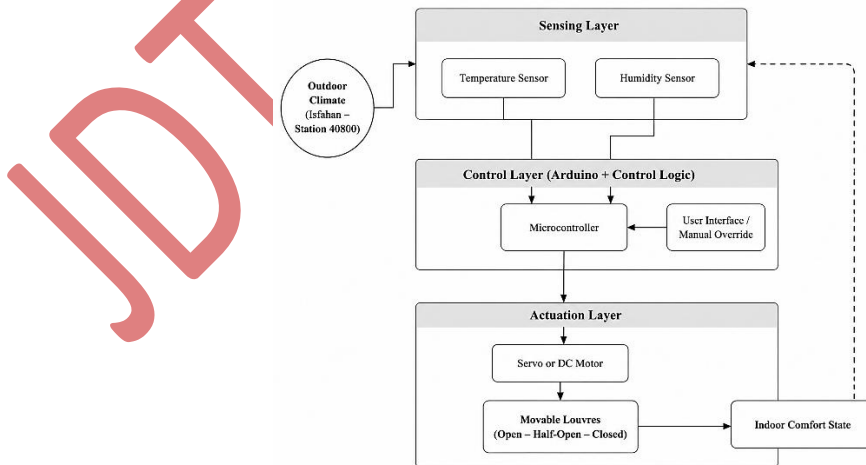 JDT
Sensing Layer
Temperature Sensor
Humidity Sensor
Outdoor
Climate
(Isfahan –
Station 40800)
Control Layer (Arduino + Control Logic)
Microcontroller
User Interface /
Manual Override
Actuation Layer
Servo or DC Motor
Movable Louvres
(Open – Half-Open – Closed)
Indoor Comfort State